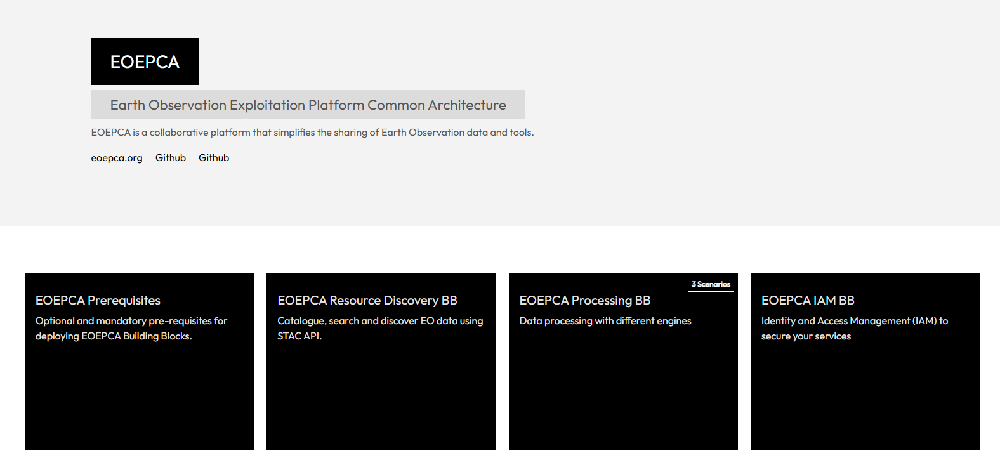 EOEPCA
Earth Observation Exploitation Platform Common Architecture
EOEPCA is a collaborative platform that simplifies the sharing of Earth Observation data and tools.
eoepca.org Github Github
EOEPCA Prerequisites
Optional and mandatory pre-requisites for
deploying EOEPCA Building Blocks.
EOEPCA Resource Discovery BB
Catalogue, search and discover EO data using
STAC API.
3 Scenarios
EOEPCA Processing BB
Data processing with different engines
EOEPCA IAM BB
Identity and Access Management (IAM) to
secure your services